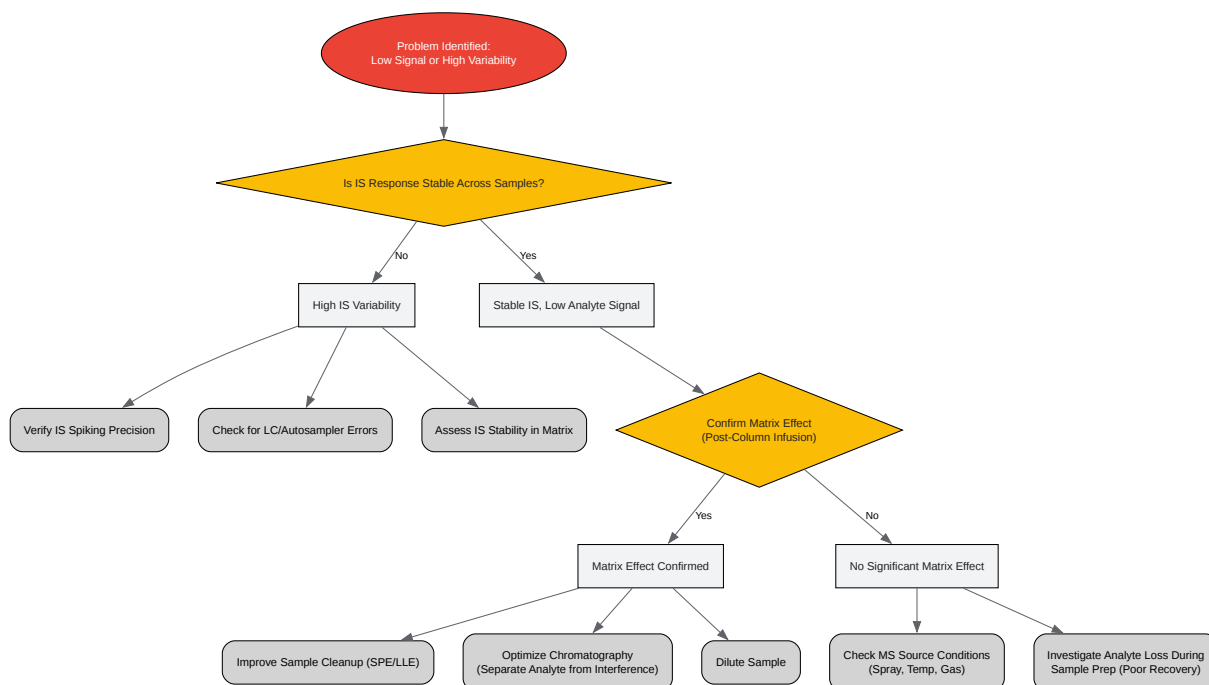 Problem Identified:
Low Signal or High Variability
Is IS Response Stable Across Samples?
No
Yes
High IS Variability
Stable IS, Low Analyte Signal
Verify IS Spiking Precision
Check for LC/Autosampler Errors
Assess IS Stability in Matrix
Confirm Matrix Effect
(Post-Column Infusion)
Yes
No
Matrix Effect Confirmed
No Significant Matrix Effect
Improve Sample Cleanup (SPE/LLE)
Optimize Chromatography
(Separate Analyte from Interference)
Dilute Sample
Check MS Source Conditions
(Spray, Temp, Gas)
Investigate Analyte Loss During
Sample Prep (Poor Recovery)